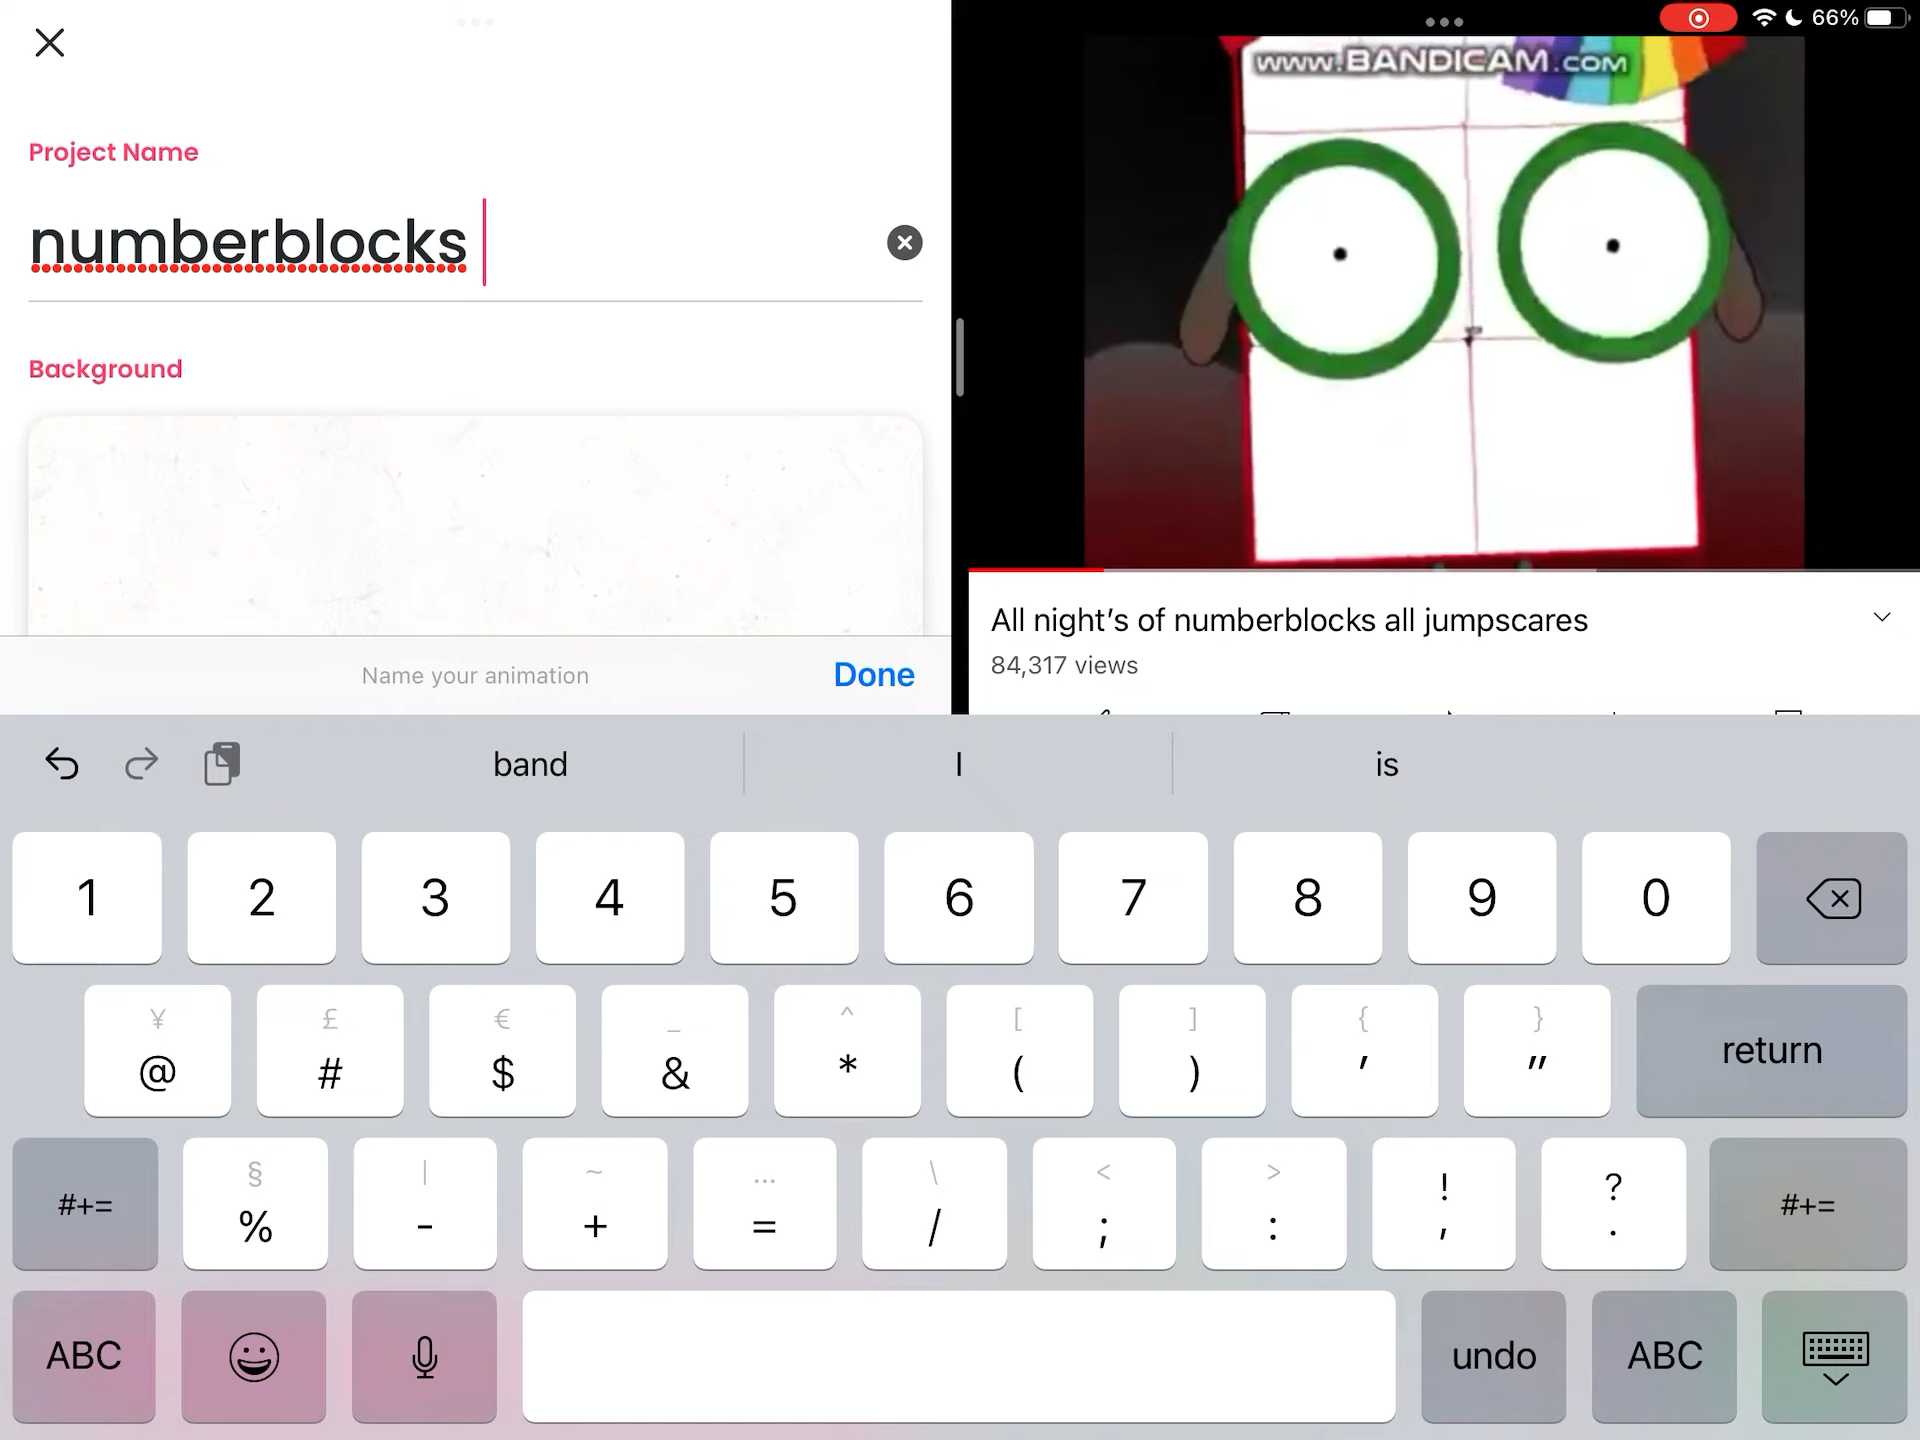 66%
Project Name
numberblocks
Background
Name your animation
Done
www.BANDICAM.COM
All night’s of numberblocks all jumpscares
84,317 views
band
I
is
1 2 3 4 5 6 7 8 9 0
¥ £ € _ ^ [ ] { }
@ # $ & * ( ) ' "
return
§ | ~ … \ < > ! ?
#+= % - + = / ; : , . #+=
ABC
undo
ABC